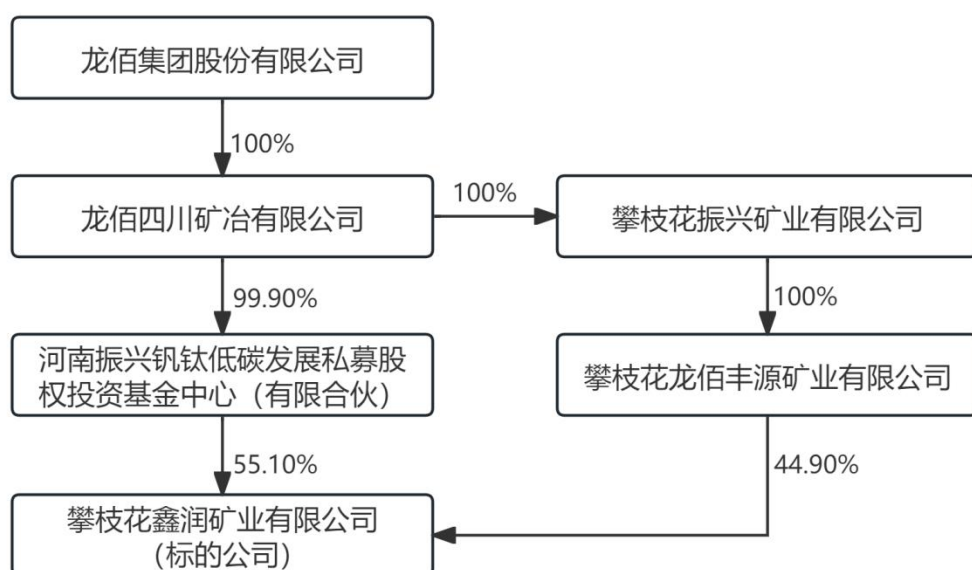 龙佰集团股份有限公司
100%
龙佰四川矿冶有限公司
100%
攀枝花振兴矿业有限公司
99.90%
100%
河南振兴钒钛低碳发展私募股
权投资基金中心（有限合伙）
攀枝花龙佰丰源矿业有限公司
55.10%
44.90%
攀枝花鑫润矿业有限公司
（标的公司）